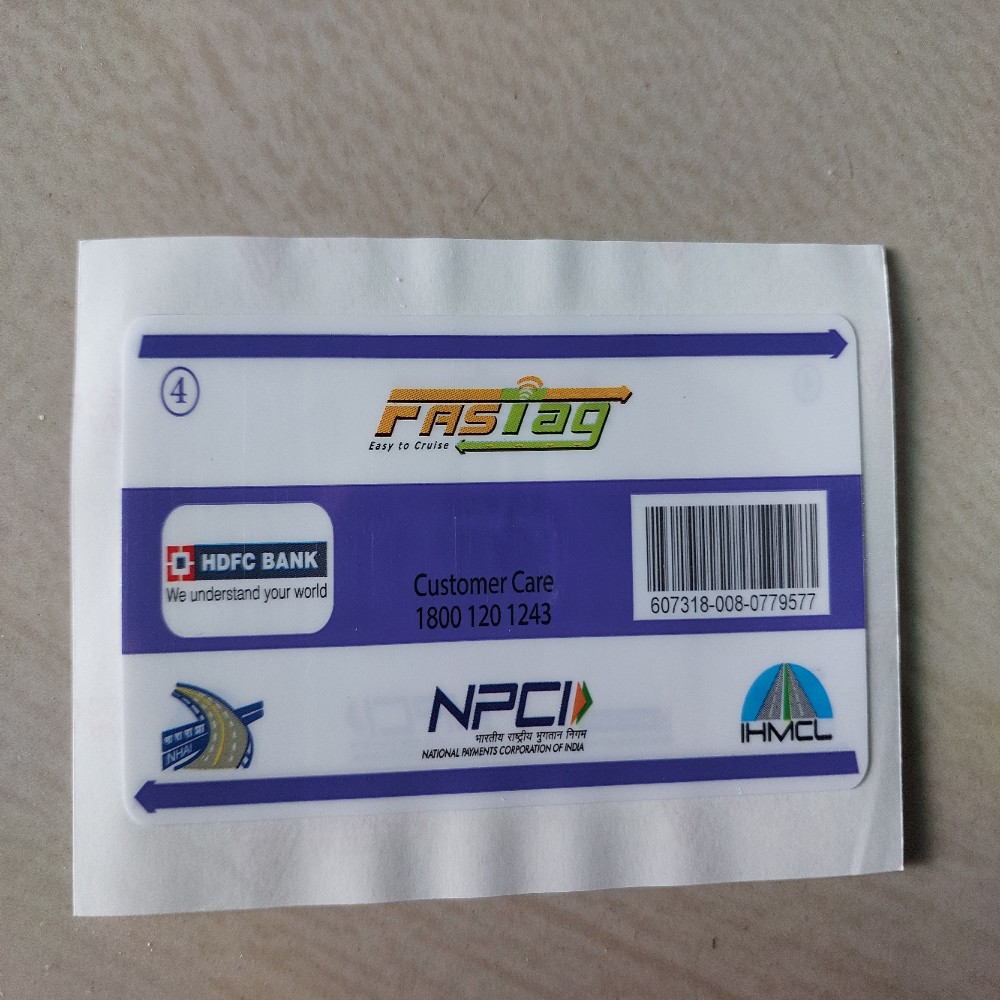 4
FASTag
Easy to Cruise
HDFC BANK
We understand your world
Customer Care
1800 120 1243
607318-008-0779577
भा रा रा प्रा
NHAI
NPCI
भारतीय राष्ट्रीय भुगतान निगम
NATIONAL PAYMENTS CORPORATION OF INDIA
IHMCL